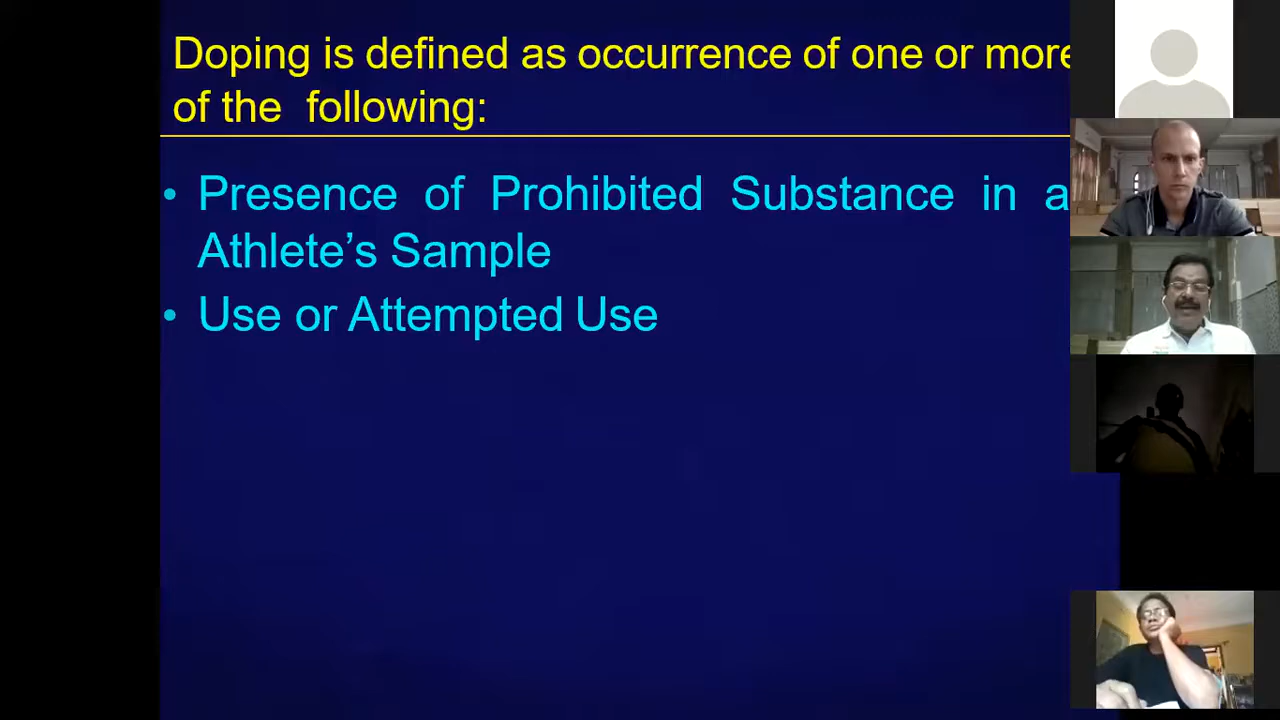 Doping is defined as occurrence of one or more
of the following:
• Presence of Prohibited Substance in a
Athlete's Sample
• Use or Attempted Use